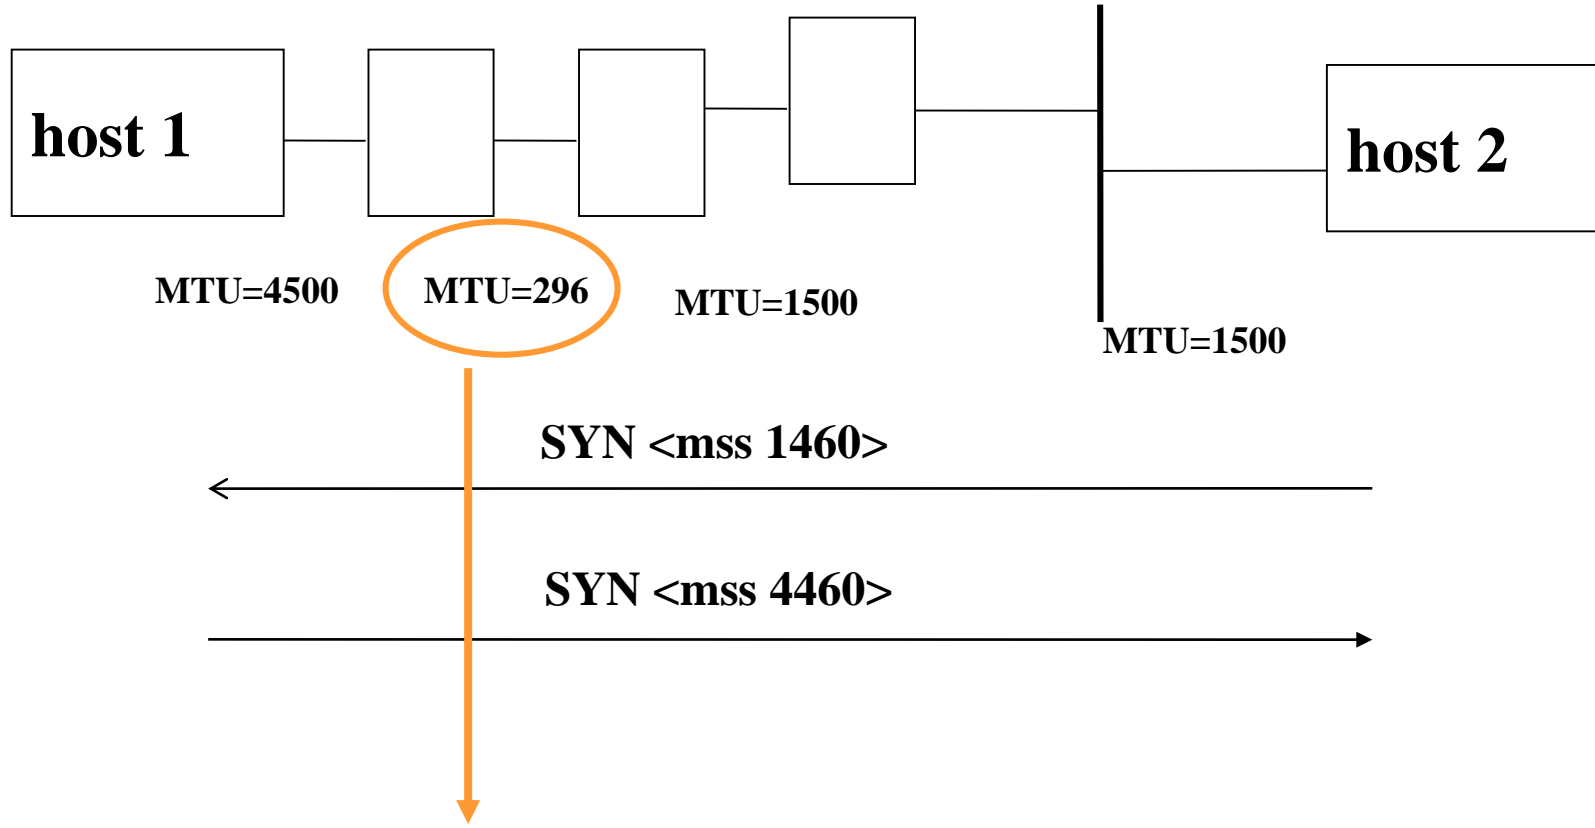 host 1
host 2
MTU=4500
MTU=296
MTU=1500
MTU=1500
SYN <mss 1460>
SYN <mss 4460>